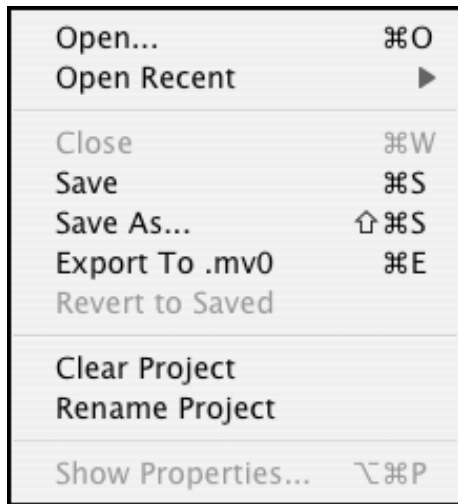 Open... ⌘O
Open Recent ▶
Close ⌘W
Save ⌘S
Save As... ⇧⌘S
Export To .mv0 ⌘E
Revert to Saved
Clear Project
Rename Project
Show Properties... ⌥⌘P